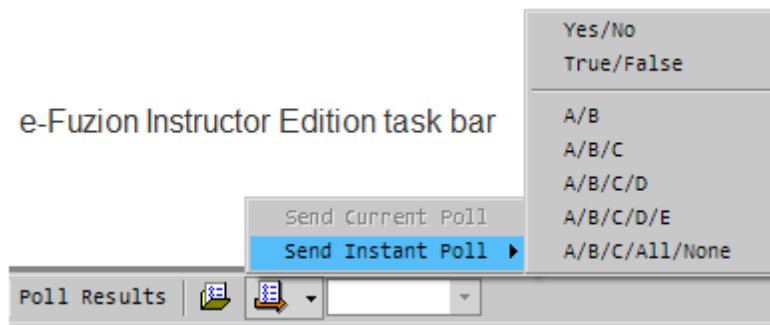 Yes/No
True/False
e-Fuzion Instructor Edition task bar
A/B
A/B/C
A/B/C/D
Send Current Poll
A/B/C/D/E
Send Instant Poll
A/B/C/All/None
Poll Results